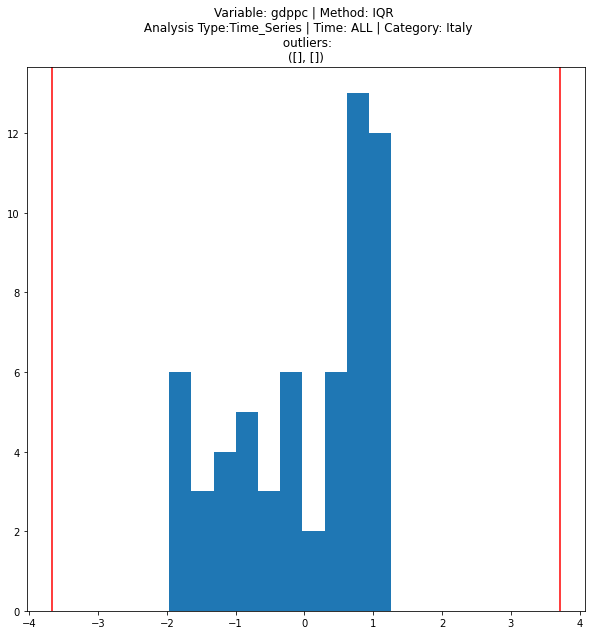 Variable: gdppc | Method: IQR
Analysis Type:Time_Series | Time: ALL | Category: Italy
outliers:
([], [])
12
10
8
6
4
2
0
−4 −3 −2 −1 0 1 2 3 4